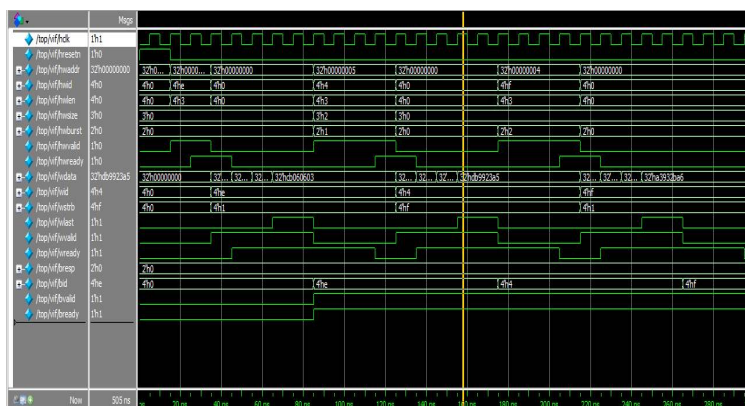 Msgs
/top/vif/hclk 1'h1
/top/vif/hresetn 1'h0
/top/vif/hwaddr 32'h00000000 32'h0... 32'h0000... 32'h00000000 32'h00000005 32'h00000000 32'h00000004 32'h00000000
/top/vif/hwid 4'h0 4'h0 4'he 4'h0 4'h4 4'h0 4'hf 4'h0
/top/vif/hwlen 4'h0 4'h0 4'h3 4'h0 4'h3 4'h0 4'h3 4'h0
/top/vif/hwsize 3'h0 3'h0 3'h2 3'h0
/top/vif/hwburst 2'h0 2'h0 2'h1 2'h0 2'h2 2'h0
/top/vif/hwvalid 1'h0
/top/vif/hwready 1'h0
/top/vif/wdata 32'hdb9923a5 32'h00000000 32'... 32... 32... 32'hcb060603 32... 32... 32'... 32'hdb9923a5 32... 32'... 32'... 32'ha3932ba6
/top/vif/wid 4'h4 4'h0 4'he 4'h4 4'hf
/top/vif/wstrb 4'hf 4'h0 4'h1 4'hf 4'h1
/top/vif/wlast 1'h1
/top/vif/wvalid 1'h1
/top/vif/wready 1'h1
/top/vif/bresp 2'h0 2'h0
/top/vif/bid 4'he 4'h0 4'he 4'h4 4'hf
/top/vif/bvalid 1'h1
/top/vif/bready 1'h1
Now 505 ns 20 ns 40 ns 60 ns 80 ns 100 ns 120 ns 140 ns 160 ns 180 ns 200 ns 220 ns 240 ns 260 ns 280 ns